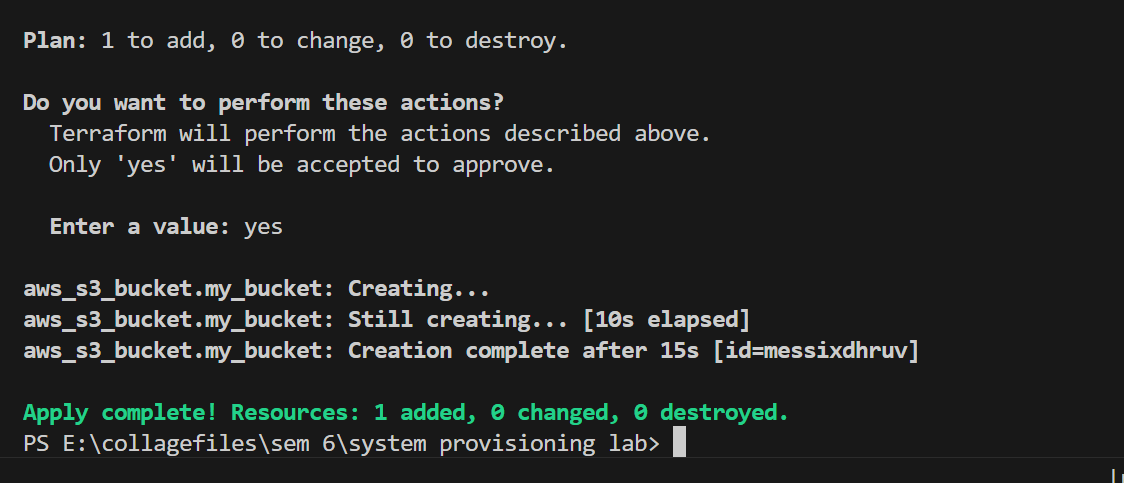 Plan: 1 to add, 0 to change, 0 to destroy.
Do you want to perform these actions?
Terraform will perform the actions described above.
Only 'yes' will be accepted to approve.
Enter a value: yes
aws_s3_bucket.my_bucket: Creating...
aws_s3_bucket.my_bucket: Still creating... [10s elapsed]
aws_s3_bucket.my_bucket: Creation complete after 15s [id=messixdhruv]
Apply complete! Resources: 1 added, 0 changed, 0 destroyed.
PS E:\collagefiles\sem 6\system provisioning lab>